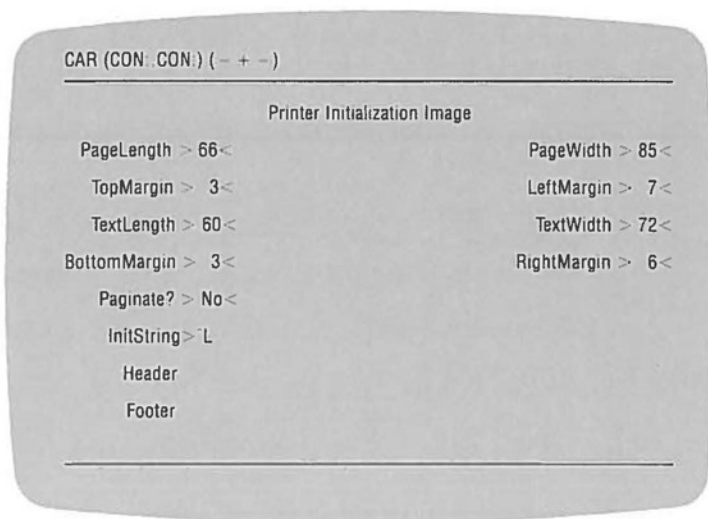 CAR (CON: CON:) (- + -)
Printer Initialization Image
PageLength > 66< PageWidth > 85<
TopMargin > 3< LeftMargin > 7<
TextLength > 60< TextWidth > 72<
BottomMargin > 3< RightMargin > 6<
Paginate? > No<
InitString>ˆL
Header
Footer